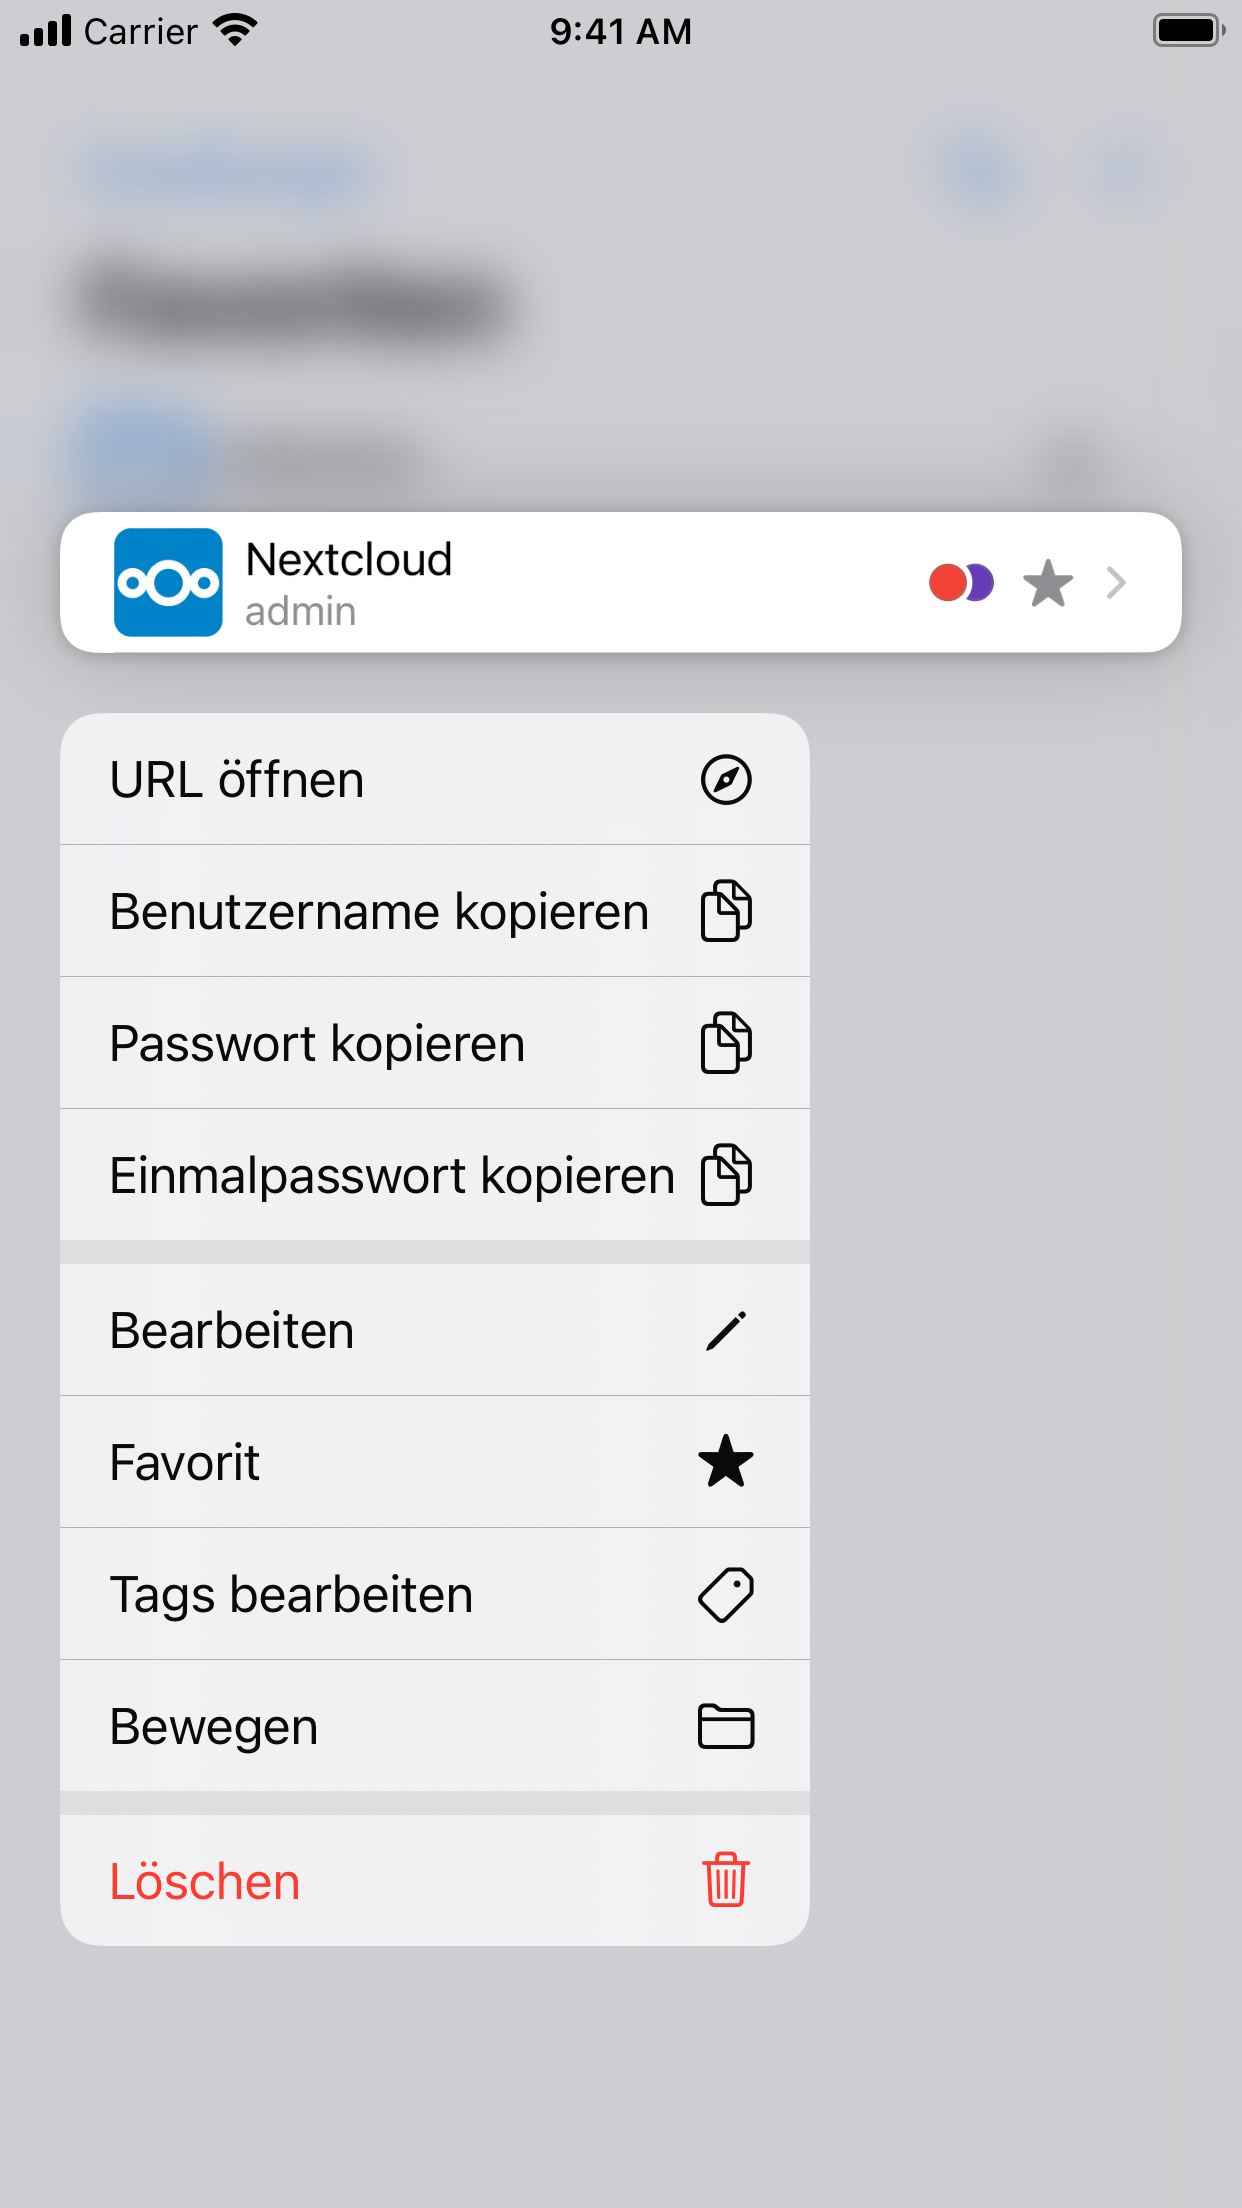 Carrier 9:41 AM
Nextcloud
admin
URL öffnen
Benutzername kopieren
Passwort kopieren
Einmalpasswort kopieren
Bearbeiten
Favorit
Tags bearbeiten
Bewegen
Löschen